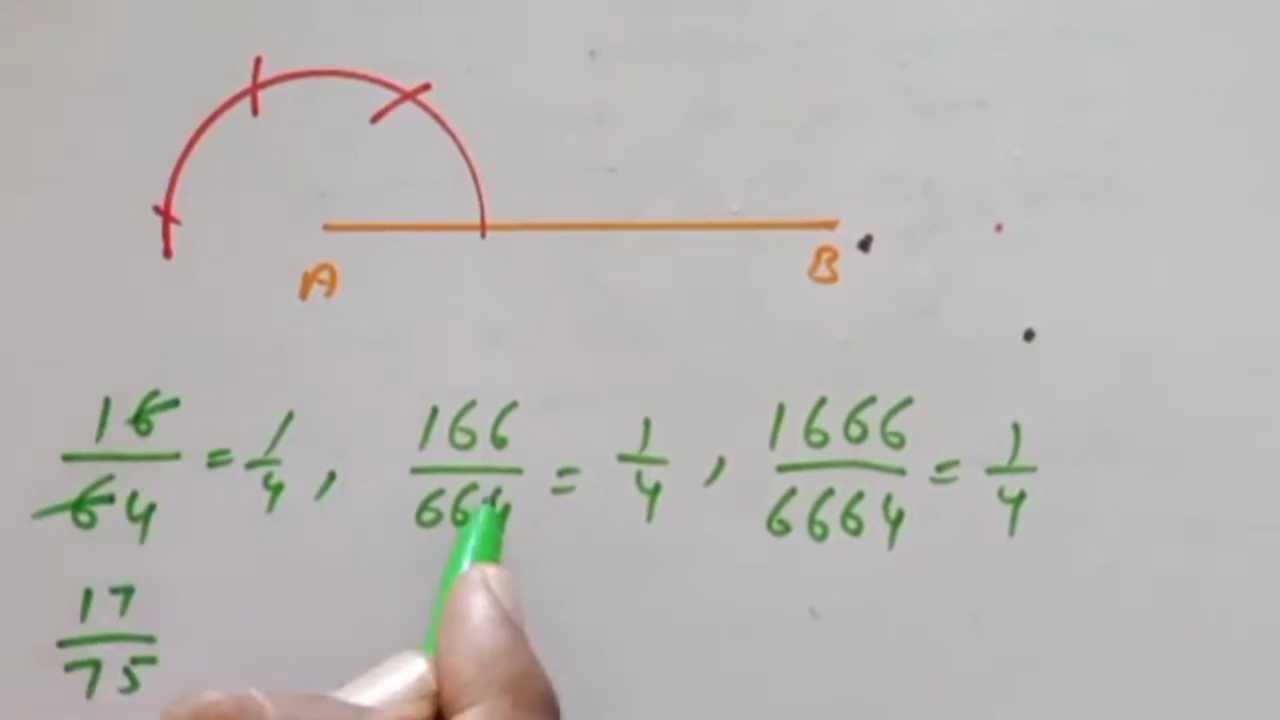 A B
16/64 = 1/4, 166/664 = 1/4, 1666/6664 = 1/4
17/75